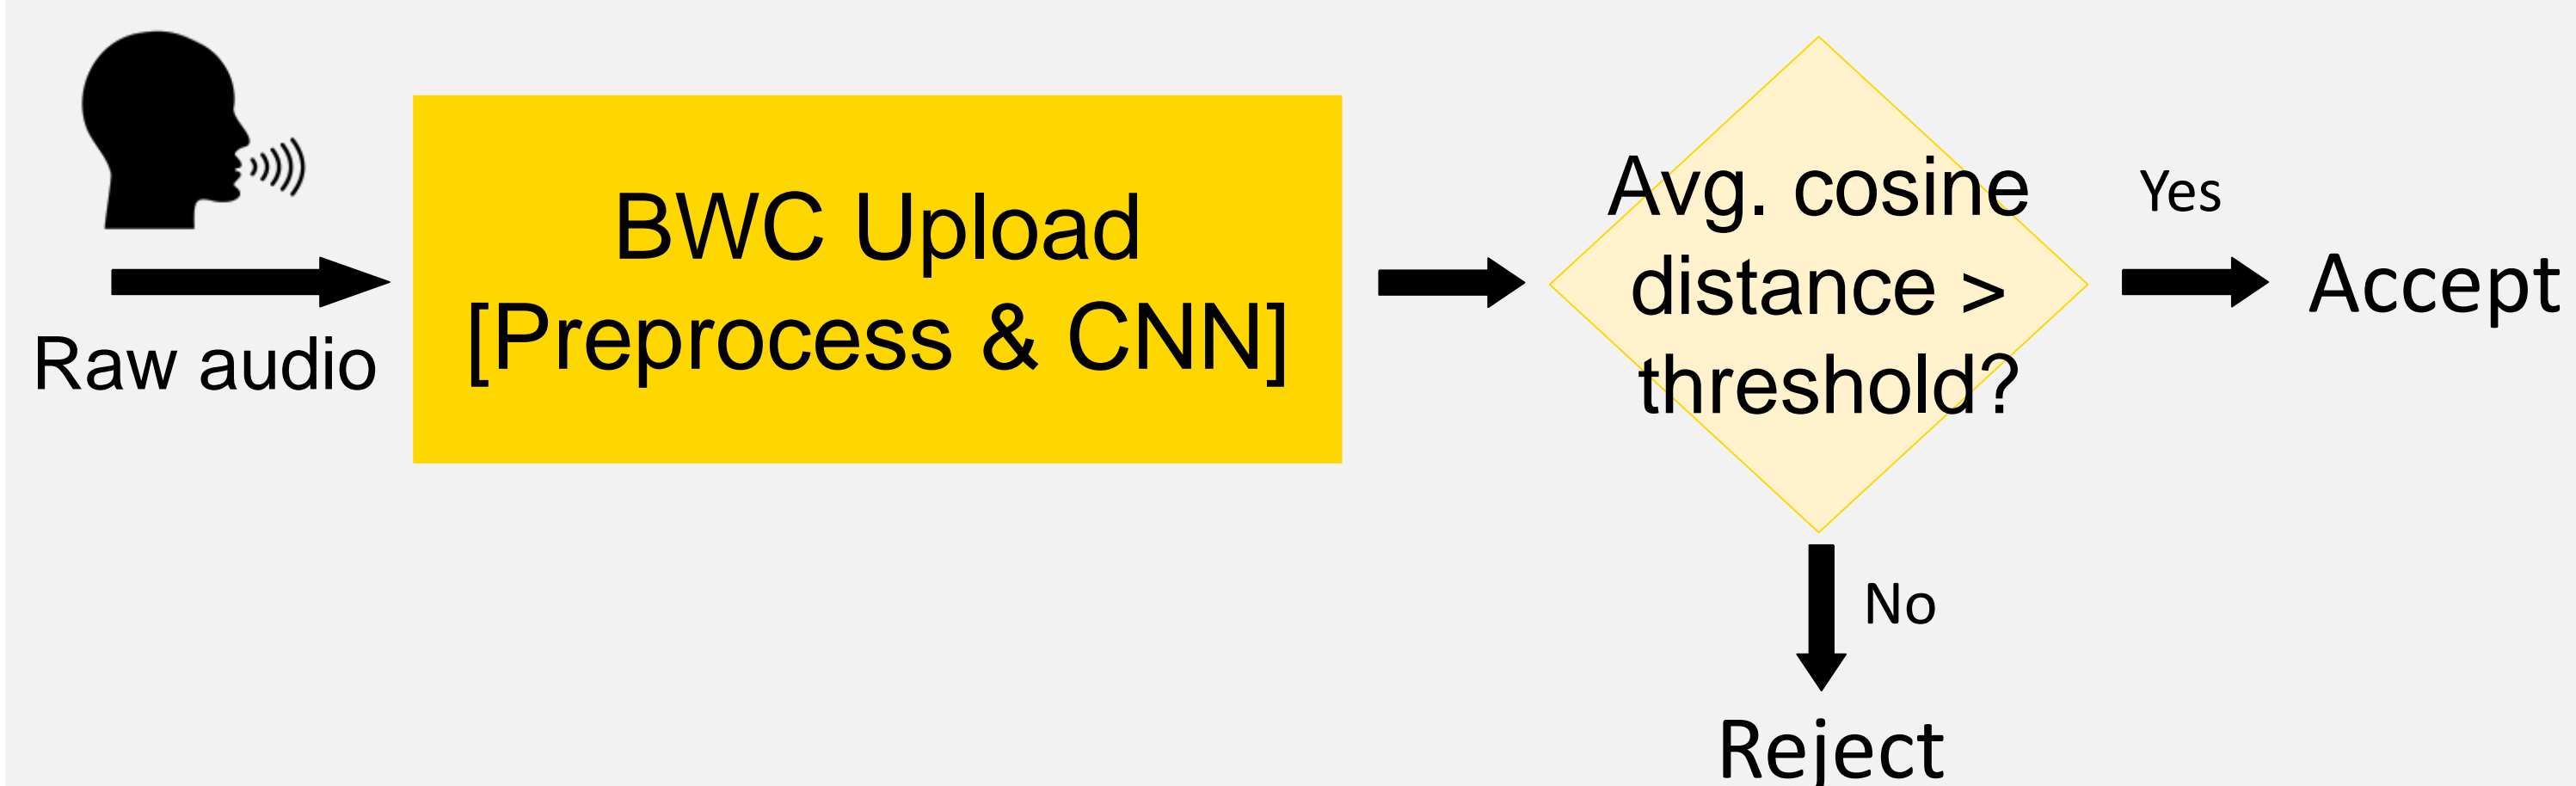 Raw audio
BWC Upload
[Preprocess & CNN]
Avg. cosine
distance >
threshold?
Yes
Accept
No
Reject